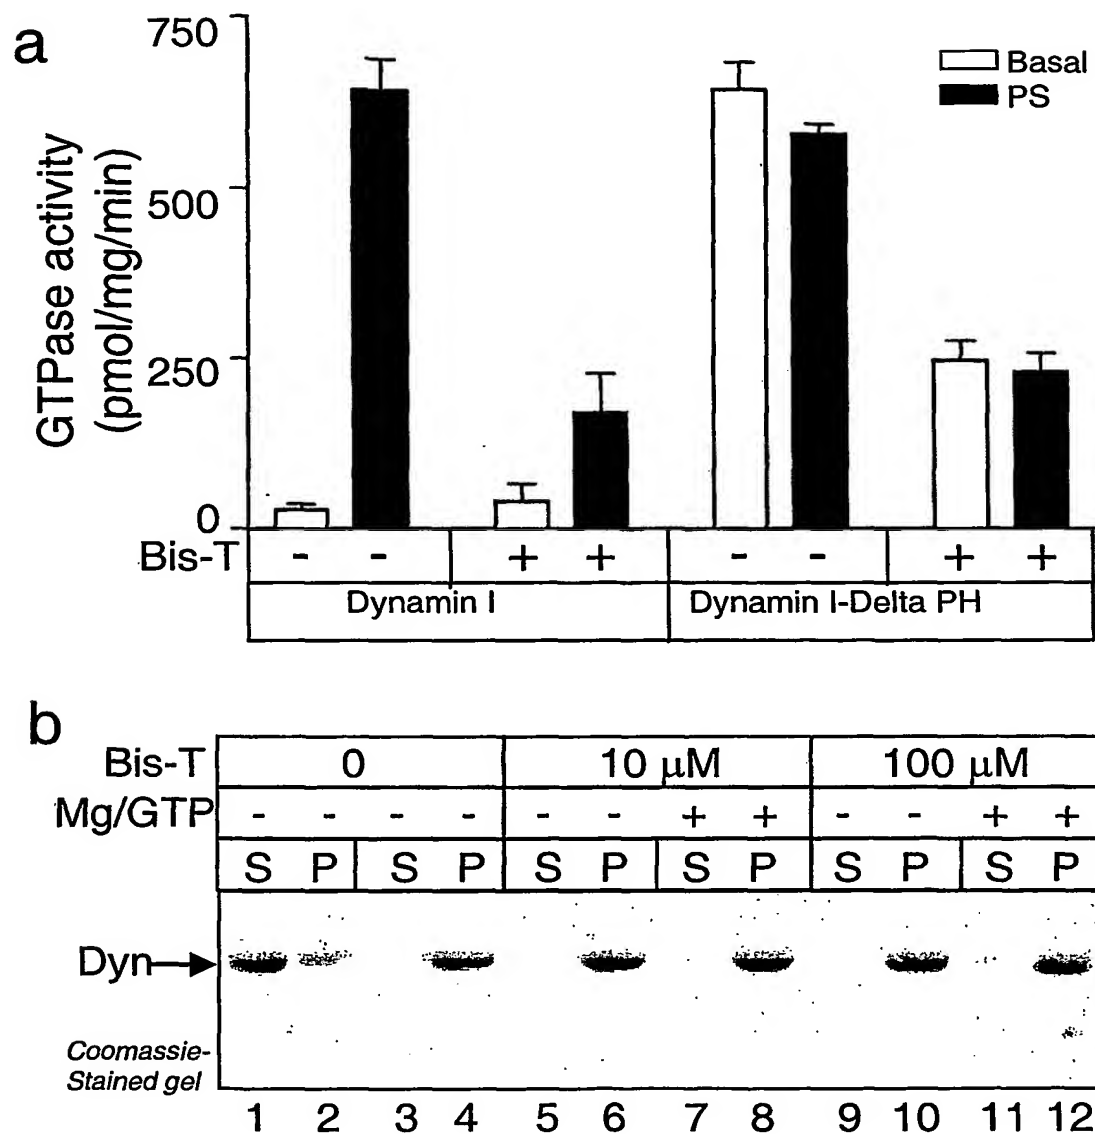 a
750
500
250
0
GTPase activity
(pmol/mg/min)
Basal
PS
Bis-T - - + + - - + +
Dynamin I Dynamin I-Delta PH
b
Bis-T 0 10 µM 100 µM
Mg/GTP - - - - - - + + - - + +
S P S P S P S P S P S P
Dyn
Coomassie-
Stained gel
1 2 3 4 5 6 7 8 9 10 11 12